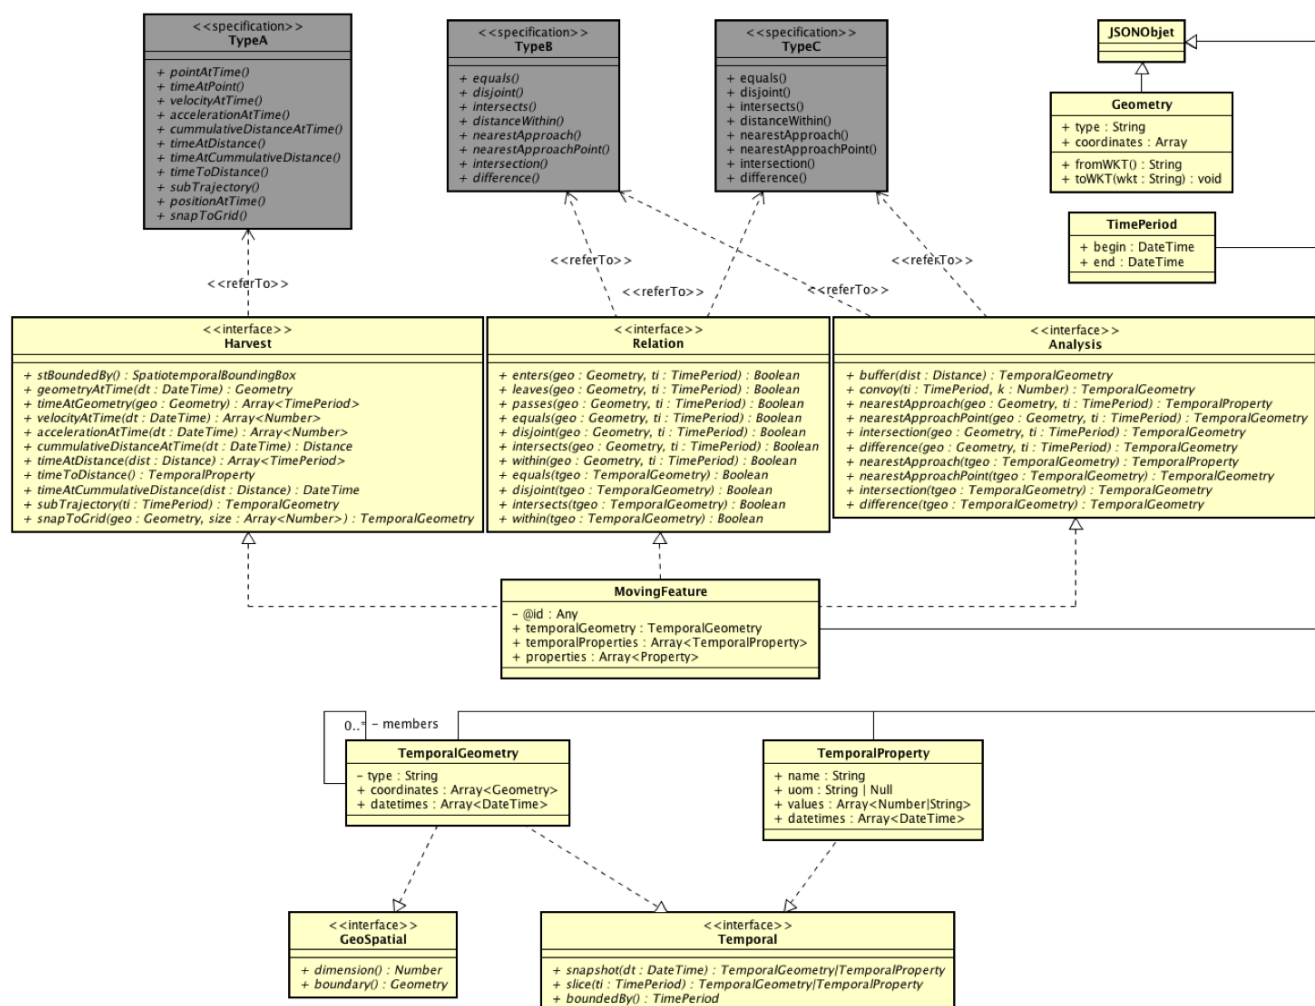 <<specification>>
TypeA
+ pointAtTime()
+ timeAtPoint()
+ velocityAtTime()
+ accelerationAtTime()
+ cummulativeDistanceAtTime()
+ timeAtDistance()
+ timeAtCummulativeDistance()
+ timeToDistance()
+ subTrajectory()
+ positionAtTime()
+ snapToGrid()
<<specification>>
TypeB
+ equals()
+ disjoint()
+ intersects()
+ distanceWithin()
+ nearestApproach()
+ nearestApproachPoint()
+ intersection()
+ difference()
<<specification>>
TypeC
+ equals()
+ disjoint()
+ intersects()
+ distanceWithin()
+ nearestApproach()
+ nearestApproachPoint()
+ intersection()
+ difference()
JSONObjet
Geometry
+ type : String
+ coordinates : Array
+ fromWKT() : String
+ toWKT(wkt : String) : void
TimePeriod
+ begin : DateTime
+ end : DateTime
<<referTo>>
<<referTo>>
<<referTo>>
<<referTo>>
<<referTo>>
<<interface>>
Harvest
+ stBoundedBy() : SpatiotemporalBoundingBox
+ geometryAtTime(dt : DateTime) : Geometry
+ timeAtGeometry(geo : Geometry) : Array<TimePeriod>
+ velocityAtTime(dt : DateTime) : Array<Number>
+ accelerationAtTime(dt : DateTime) : Array<Number>
+ cummulativeDistanceAtTime(dt : DateTime) : Distance
+ timeAtDistance(dist : Distance) : Array<TimePeriod>
+ timeToDistance() : TemporalProperty
+ timeAtCummulativeDistance(dist : Distance) : DateTime
+ subTrajectory(ti : TimePeriod) : TemporalGeometry
+ snapToGrid(geo : Geometry, size : Array<Number>) : TemporalGeometry
<<interface>>
Relation
+ enters(geo : Geometry, ti : TimePeriod) : Boolean
+ leaves(geo : Geometry, ti : TimePeriod) : Boolean
+ passes(geo : Geometry, ti : TimePeriod) : Boolean
+ equals(geo : Geometry, ti : TimePeriod) : Boolean
+ disjoint(geo : Geometry, ti : TimePeriod) : Boolean
+ intersects(geo : Geometry, ti : TimePeriod) : Boolean
+ within(geo : Geometry, ti : TimePeriod) : Boolean
+ equals(tgeo : TemporalGeometry) : Boolean
+ disjoint(tgeo : TemporalGeometry) : Boolean
+ intersects(tgeo : TemporalGeometry) : Boolean
+ within(tgeo : TemporalGeometry) : Boolean
<<interface>>
Analysis
+ buffer(dist : Distance) : TemporalGeometry
+ convoy(ti : TimePeriod, k : Number) : TemporalGeometry
+ nearestApproach(geo : Geometry, ti : TimePeriod) : TemporalProperty
+ nearestApproachPoint(geo : Geometry, ti : TimePeriod) : TemporalGeometry
+ intersection(geo : Geometry, ti : TimePeriod) : TemporalGeometry
+ difference(geo : Geometry, ti : TimePeriod) : TemporalGeometry
+ nearestApproach(tgeo : TemporalGeometry) : TemporalProperty
+ nearestApproachPoint(tgeo : TemporalGeometry) : TemporalGeometry
+ intersection(tgeo : TemporalGeometry) : TemporalGeometry
+ difference(tgeo : TemporalGeometry) : TemporalGeometry
MovingFeature
- @id : Any
+ temporalGeometry : TemporalGeometry
+ temporalProperties : Array<TemporalProperty>
+ properties : Array<Property>
0..* - members
TemporalGeometry
- type : String
+ coordinates : Array<Geometry>
+ datetimes : Array<DateTime>
TemporalProperty
+ name : String
+ uom : String | Null
+ values : Array<Number|String>
+ datetimes : Array<DateTime>
<<interface>>
GeoSpatial
+ dimension() : Number
+ boundary() : Geometry
<<interface>>
Temporal
+ snapshot(dt : DateTime) : TemporalGeometry|TemporalProperty
+ slice(ti : TimePeriod) : TemporalGeometry|TemporalProperty
+ boundedBy() : TimePeriod